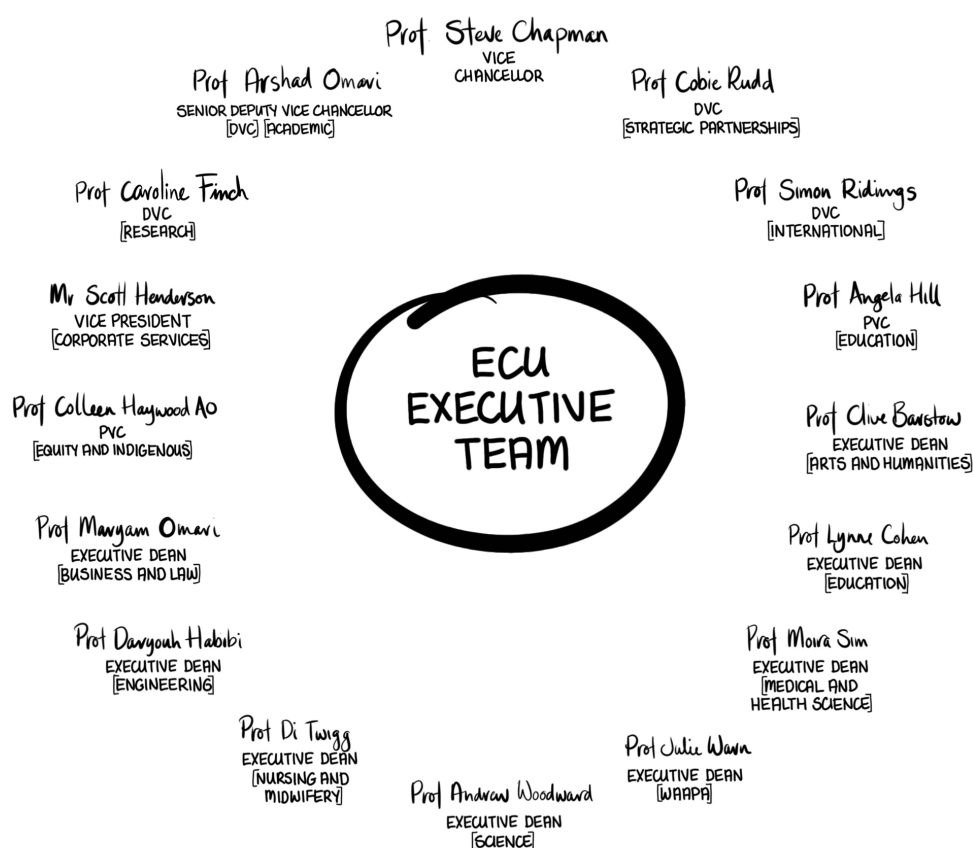 Prof Steve Chapman
VICE
CHANCELLOR
Prof Arshad Omari
SENIOR DEPUTY VICE CHANCELLOR
[DVC] [ACADEMIC]
Prof Cobie Rudd
DVC
[STRATEGIC PARTNERSHIPS]
Prof Caroline Finch
DVC
[RESEARCH]
Prof Simon Ridings
DVC
[INTERNATIONAL]
Mr Scott Henderson
VICE PRESIDENT
[CORPORATE SERVICES]
Prof Angela Hill
PVC
[EDUCATION]
ECU
EXECUTIVE
TEAM
Prof Colleen Haywood AO
PVC
[EQUITY AND INDIGENOUS]
Prof Clive Barstow
EXECUTIVE DEAN
[ARTS AND HUMANITIES]
Prof Maryam Omari
EXECUTIVE DEAN
[BUSINESS AND LAW]
Prof Lynne Cohen
EXECUTIVE DEAN
[EDUCATION]
Prof Daryoush Habibi
EXECUTIVE DEAN
[ENGINEERING]
Prof Moira Sim
EXECUTIVE DEAN
[MEDICAL AND
HEALTH SCIENCE]
Prof Di Twigg
EXECUTIVE DEAN
[NURSING AND
MIDWIFERY]
Prof Julie Warn
EXECUTIVE DEAN
[WAAPA]
Prof Andrew Woodward
EXECUTIVE DEAN
[SCIENCE]